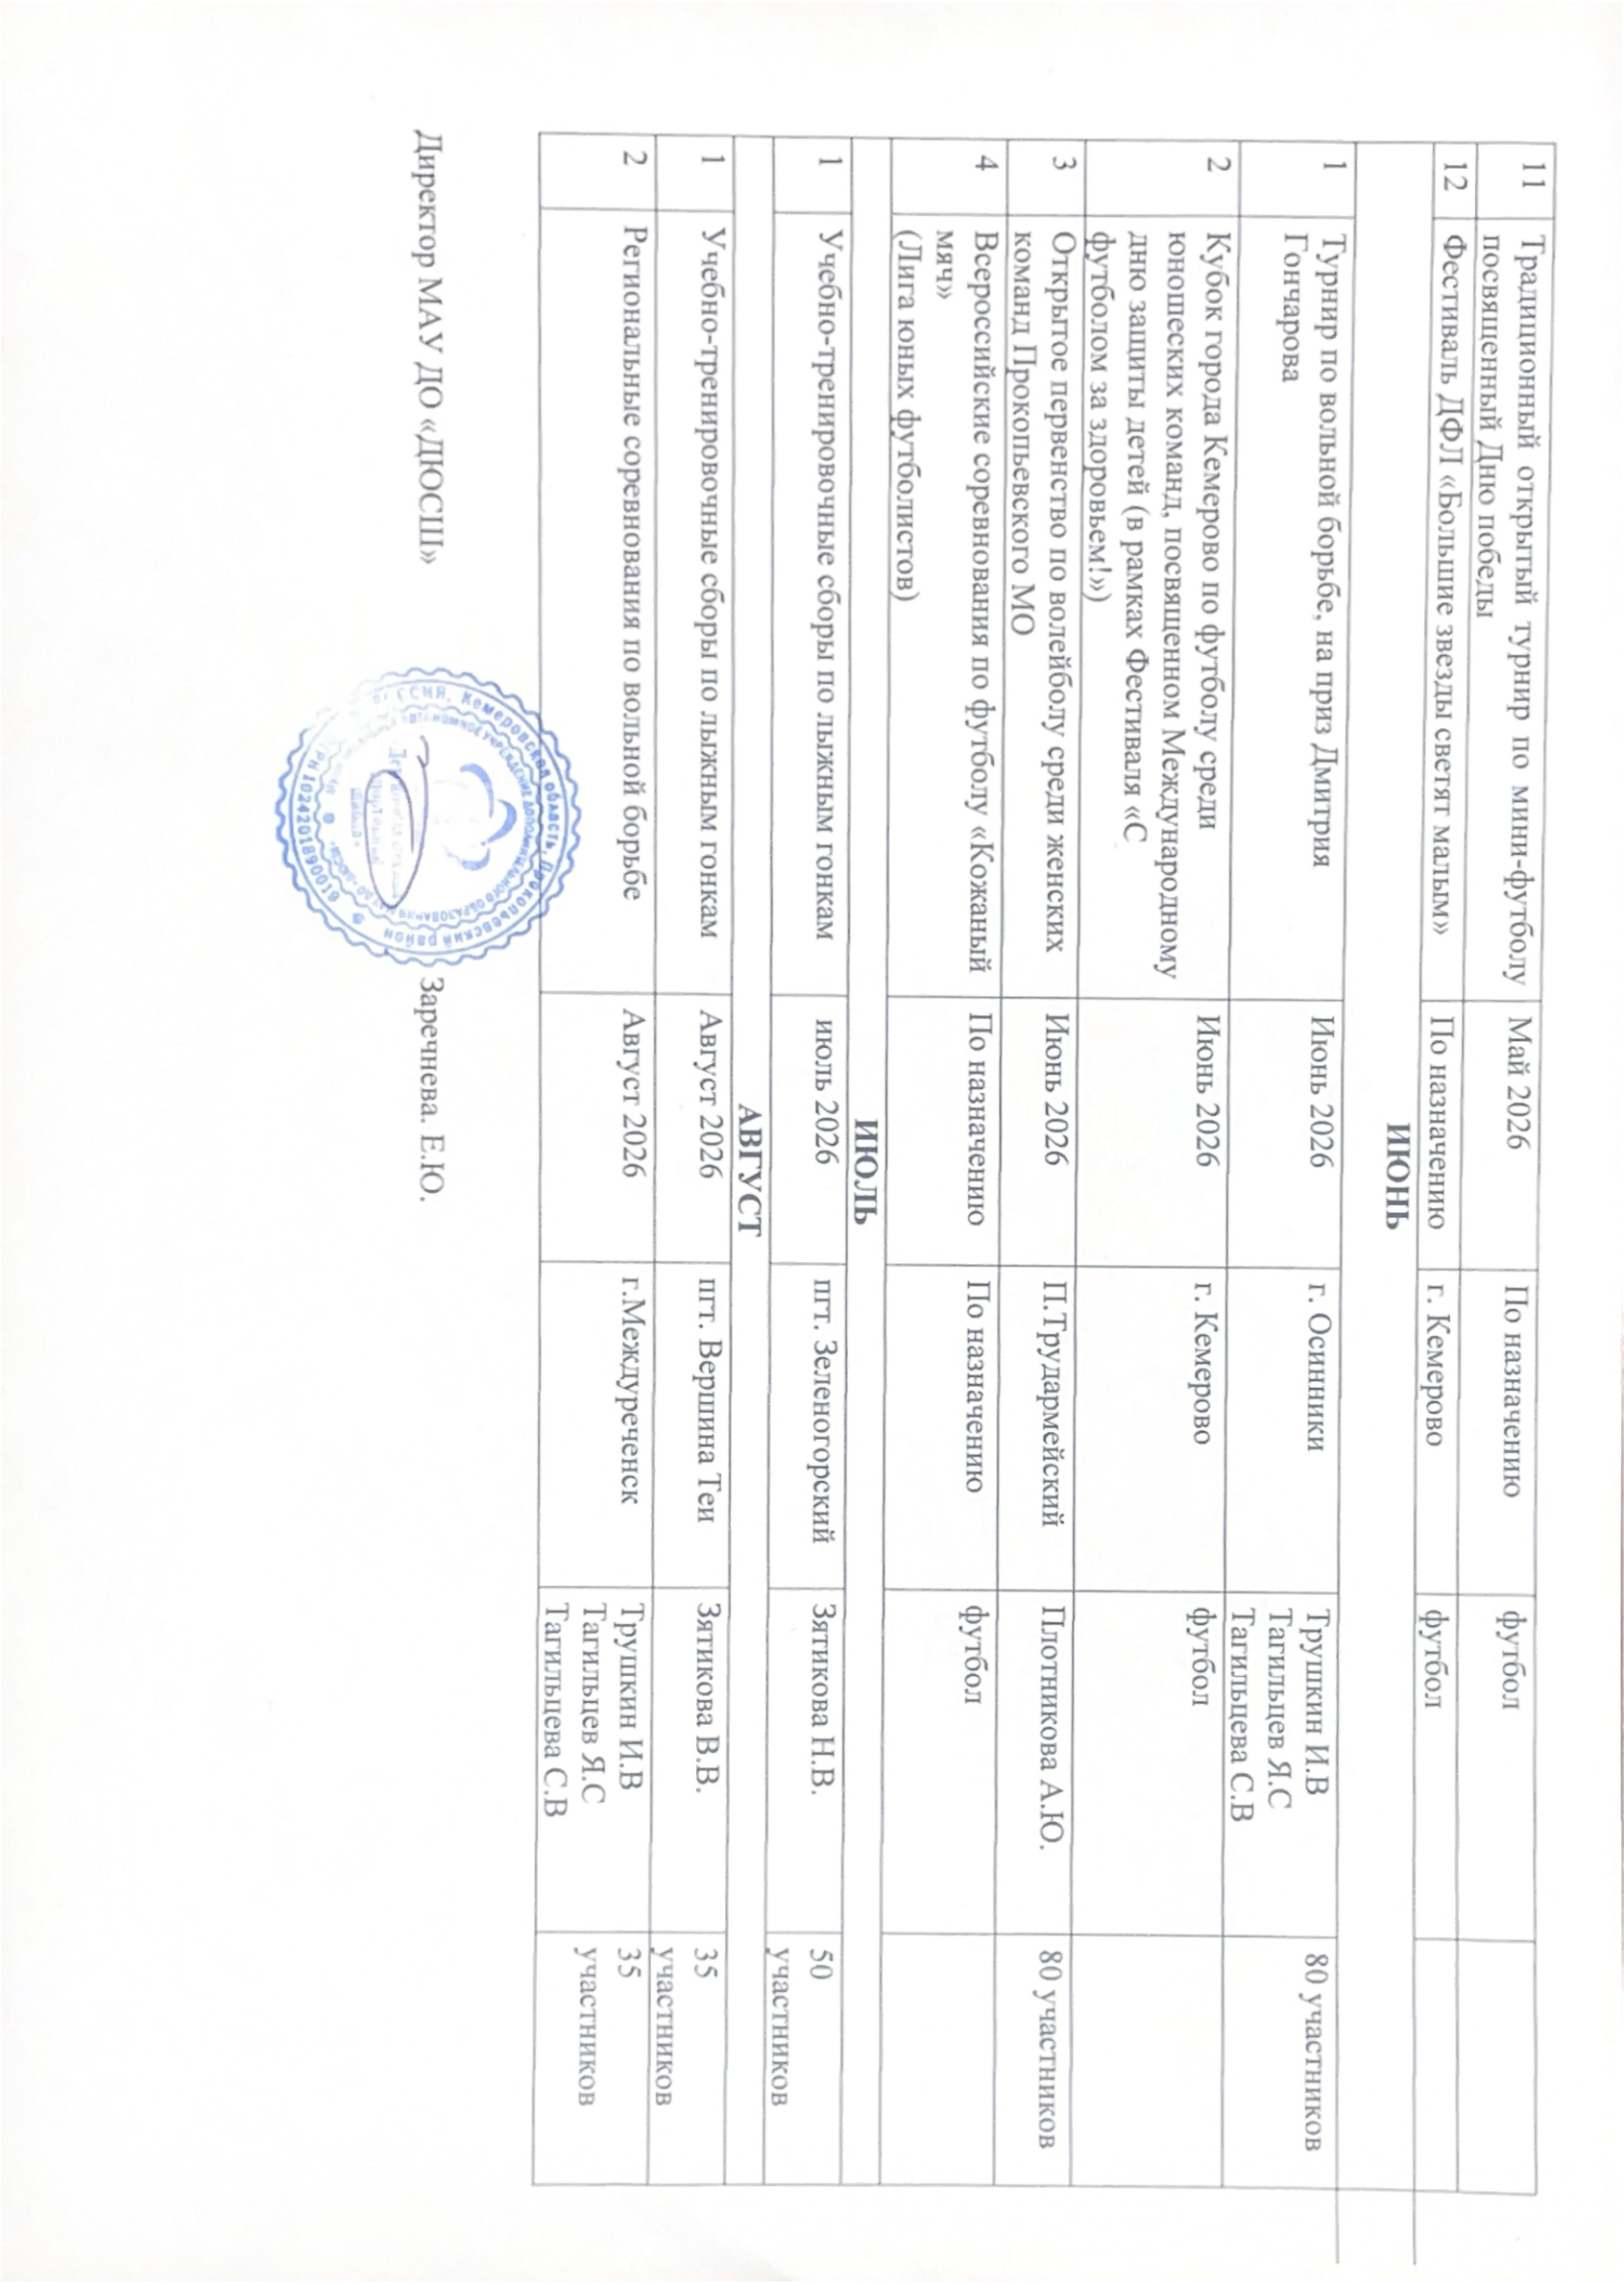 11 Традиционный открытый турнир по мини-футболу Май 2026 По назначению футбол
посвященный Дню победы
12 Фестиваль ДФЛ «Большие звезды светят малым» По назначению г. Кемерово футбол
ИЮНЬ
1 Турнир по вольной борьбе, на приз Дмитрия Июнь 2026 г. Осинники Трушкин И.В 80 участников
Гончарова Тагильцев Я.С
Тагильцева С.В
2 Кубок города Кемерово по футболу среди Июнь 2026 г. Кемерово футбол
юношеских команд, посвященном Международному
дню защиты детей (в рамках Фестиваля «С
футболом за здоровьем!»)
3 Открытое первенство по волейболу среди женских Июнь 2026 П.Трудармейский Плотникова А.Ю. 80 участников
команд Прокопьевского МО
4 Всероссийские соревнования по футболу «Кожаный По назначению По назначению футбол
мяч»
(Лига юных футболистов)
ИЮЛЬ
1 Учебно-тренировочные сборы по лыжным гонкам июль 2026 пгт. Зеленогорский Зятикова Н.В. 50
участников
АВГУСТ
1 Учебно-тренировочные сборы по лыжным гонкам Август 2026 пгт. Вершина Теи Зятикова В.В. 35
участников
2 Региональные соревнования по вольной борьбе Август 2026 г.Междуреченск Трушкин И.В 35
Тагильцев Я.С участников
Тагильцева С.В
Директор МАУ ДО «ДЮСШ» Заречнева. Е.Ю.
РОССИЯ, Кемеровская область, Прокопьевский район
1024201890019